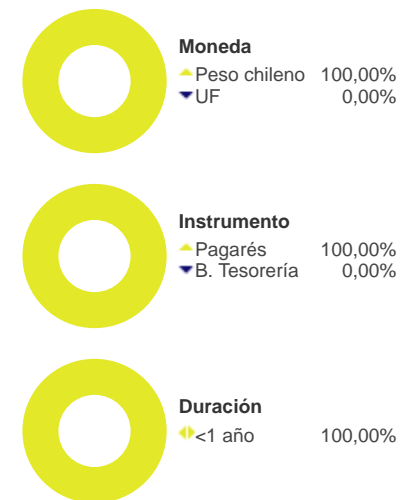 Moneda
Peso chileno 100,00%
UF 0,00%
Instrumento
Pagarés 100,00%
B. Tesorería 0,00%
Duración
<1 año 100,00%